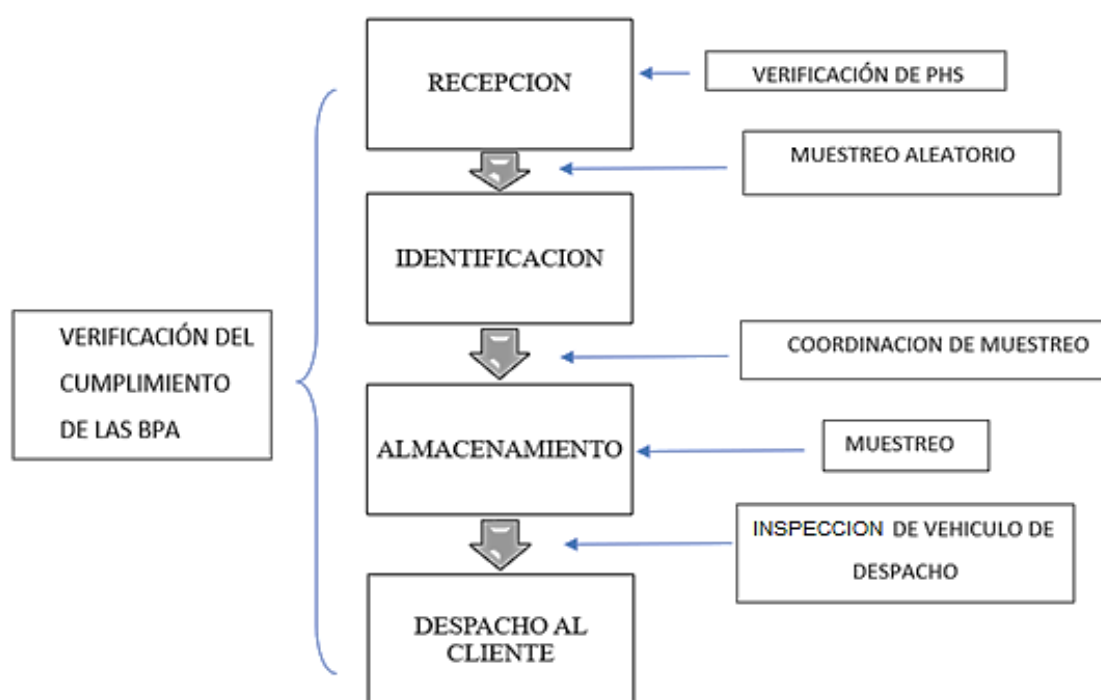 RECEPCION
VERIFICACIÓN DE PHS
MUESTREO ALEATORIO
IDENTIFICACION
VERIFICACIÓN DEL
CUMPLIMIENTO
DE LAS BPA
COORDINACION DE MUESTREO
ALMACENAMIENTO
MUESTREO
INSPECCION DE VEHICULO DE
DESPACHO
DESPACHO AL
CLIENTE